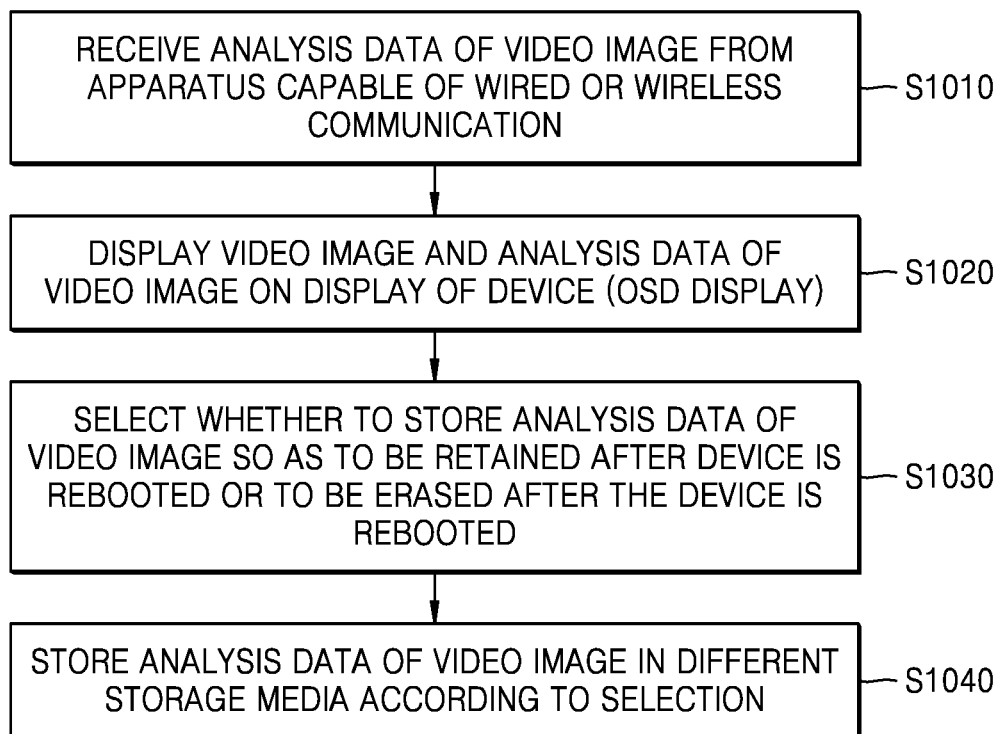 RECEIVE ANALYSIS DATA OF VIDEO IMAGE FROM
APPARATUS CAPABLE OF WIRED OR WIRELESS
COMMUNICATION
S1010
DISPLAY VIDEO IMAGE AND ANALYSIS DATA OF
VIDEO IMAGE ON DISPLAY OF DEVICE (OSD DISPLAY)
S1020
SELECT WHETHER TO STORE ANALYSIS DATA OF
VIDEO IMAGE SO AS TO BE RETAINED AFTER DEVICE IS
REBOOTED OR TO BE ERASED AFTER THE DEVICE IS
REBOOTED
S1030
STORE ANALYSIS DATA OF VIDEO IMAGE IN DIFFERENT
STORAGE MEDIA ACCORDING TO SELECTION
S1040